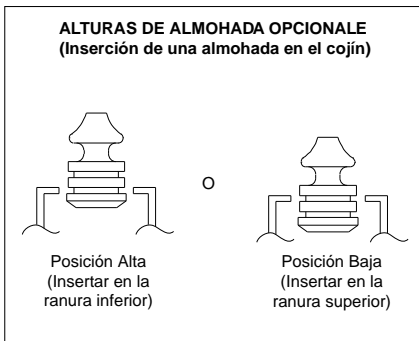 ALTURAS DE ALMOHADA OPCIONALE
(Inserción de una almohada en el cojín)
O
Posición Alta
(Insertar en la
ranura inferior)
Posición Baja
(Insertar en la
ranura superior)